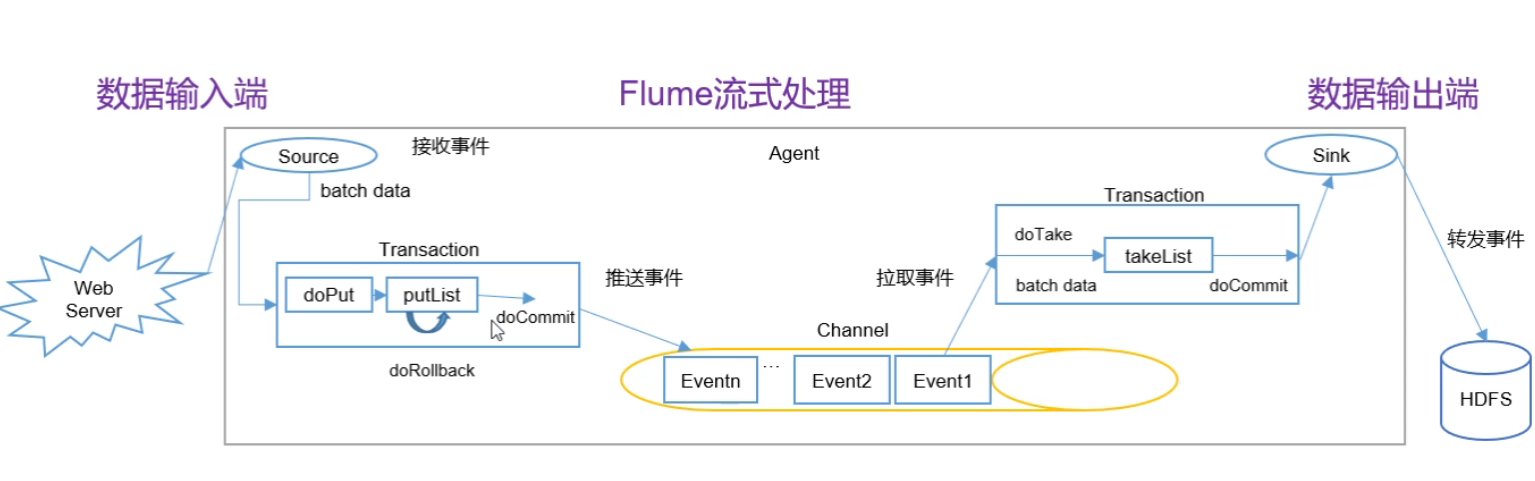 数据输入端
Flume流式处理
数据输出端
Source
接收事件
Agent
Sink
batch data
Transaction
doTake
takeList
batch data
doCommit
转发事件
Web
Server
Transaction
doPut
putList
doCommit
doRollback
推送事件
拉取事件
Channel
Eventn
...
Event2
Event1
HDFS